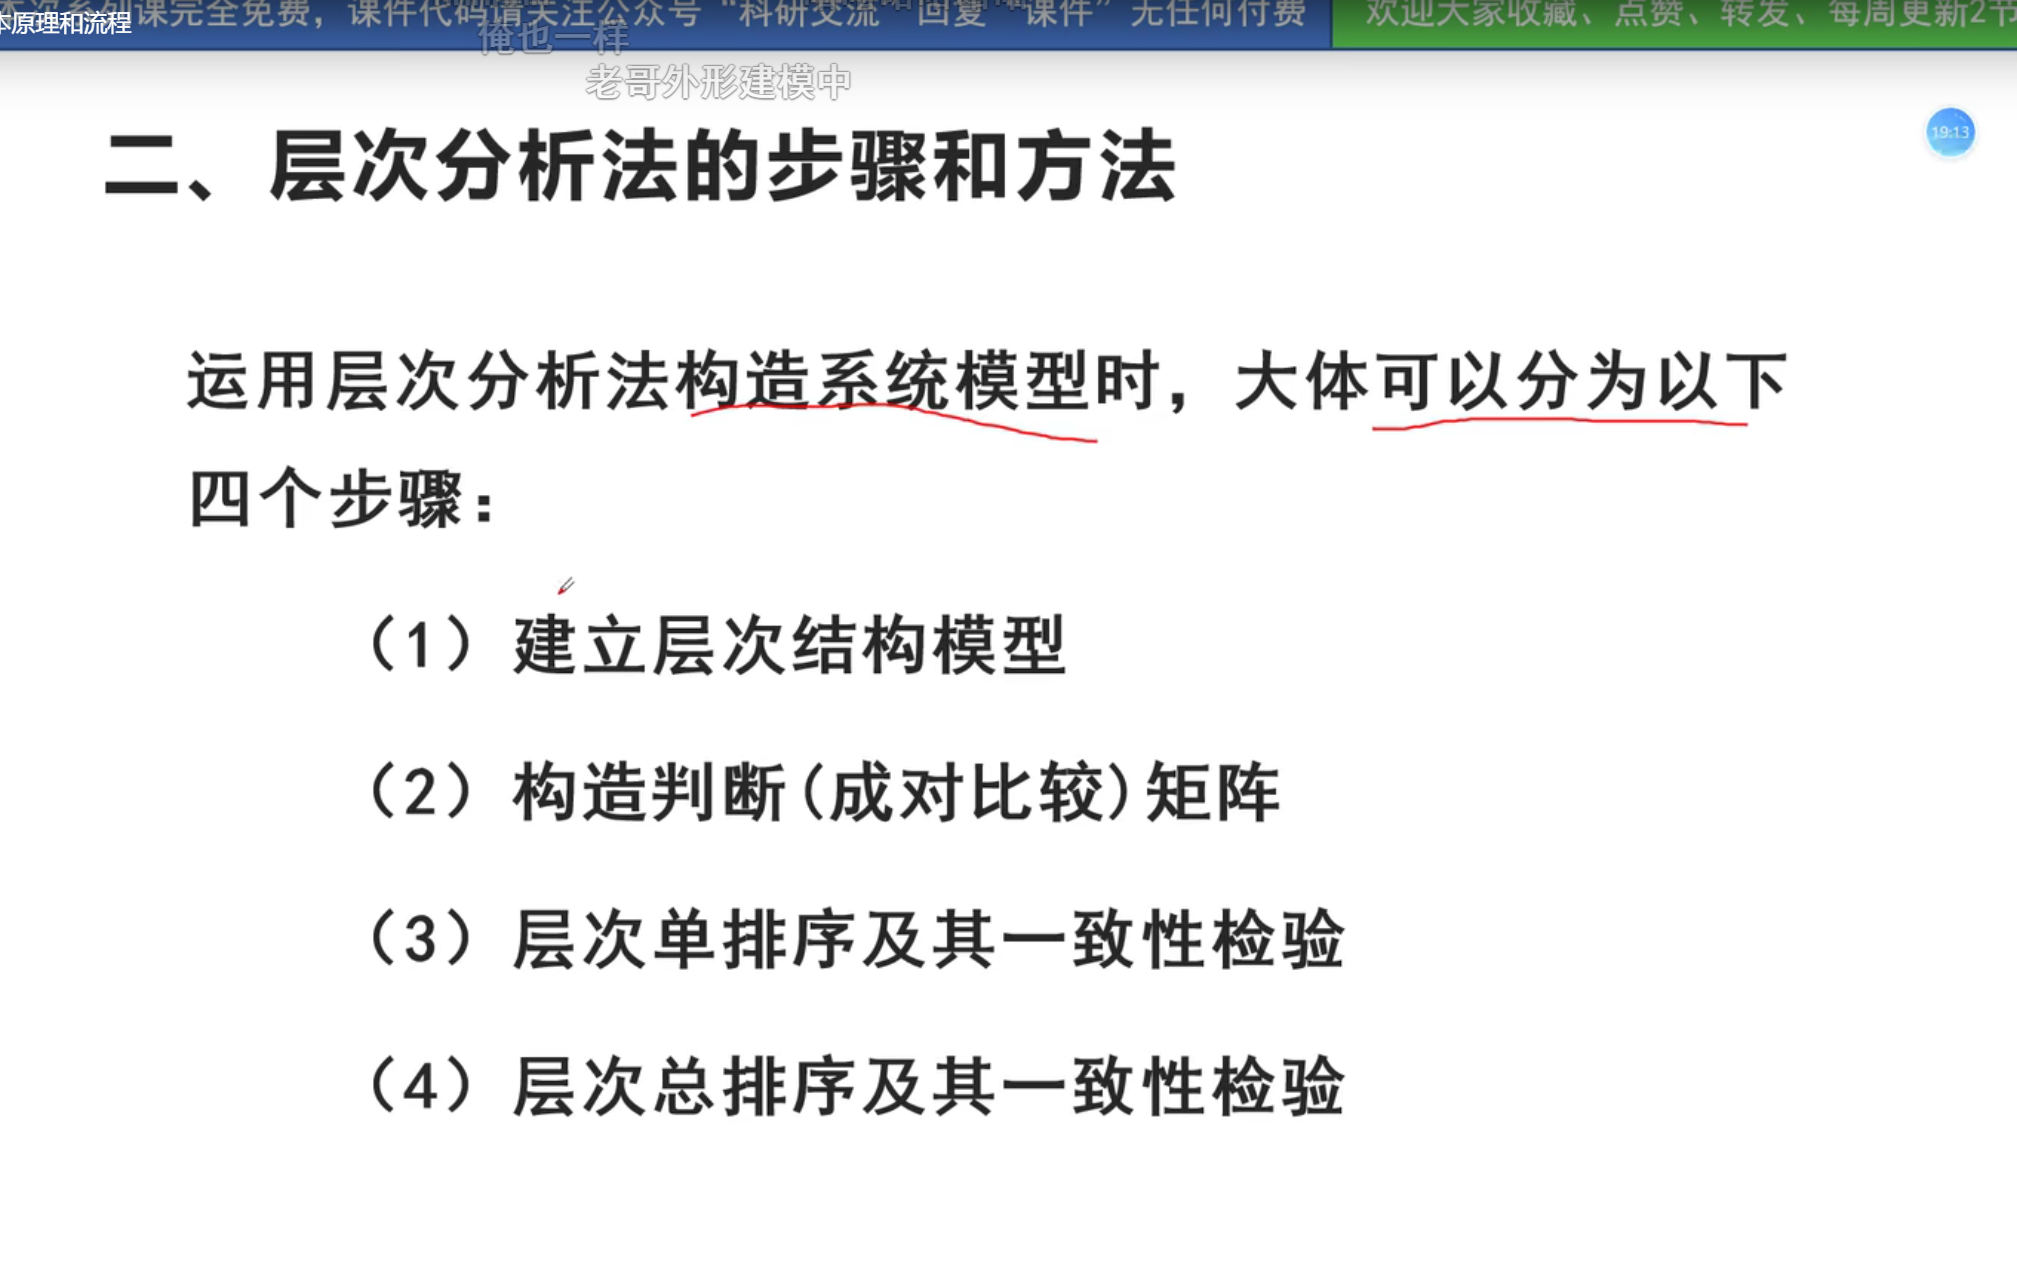 本原理和流程
课完全免费，课件代码请关注公众号“科研交流” 回复 “课件” 无任何付费
欢迎大家收藏、点赞、转发、每周更新2节
俺也一样
老哥外形建模中
19:13
二、层次分析法的步骤和方法
运用层次分析法构造系统模型时，大体可以分为以下
四个步骤：
（1）建立层次结构模型
（2）构造判断(成对比较)矩阵
（3）层次单排序及其一致性检验
（4）层次总排序及其一致性检验